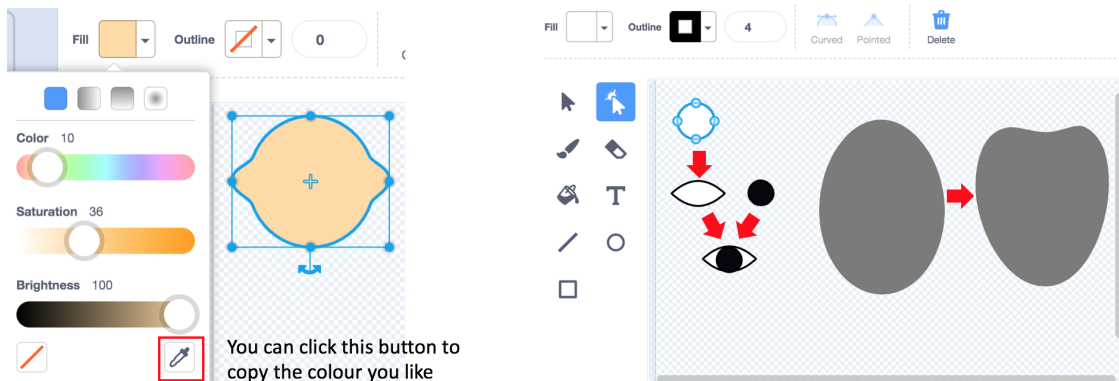 Fill
Outline
0
Color 10
Saturation 36
Brightness 100
You can click this button to
copy the colour you like
Fill
Outline
4
Curved
Pointed
Delete
T